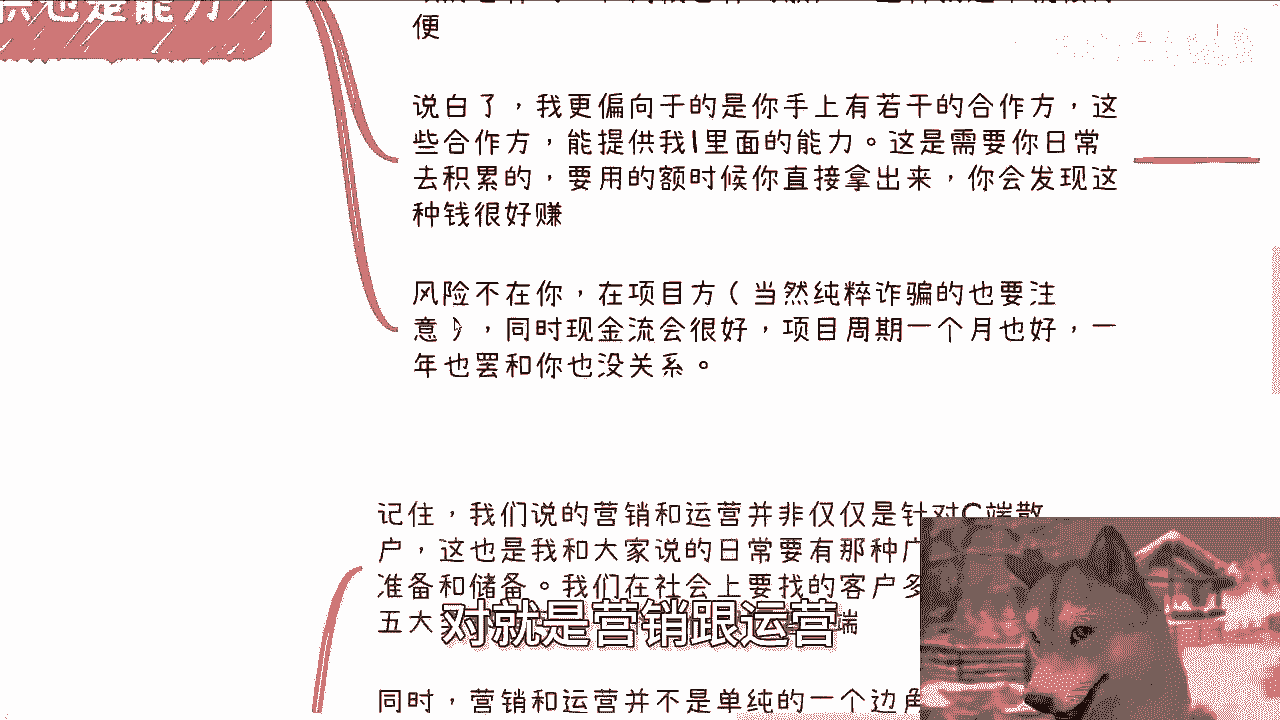 供也是能力
便
说白了，我更偏向于的是你手上有若干的合作方，这
些合作方，能提供我1里面的能力。这是需要你日常
去积累的，要用的额时候你直接拿出来，你会发现这
种钱很好赚
风险不在你，在项目方（当然纯粹诈骗的也要注
意），同时现金流会很好，项目周期一个月也好，一
年也罢和你也没关系。
记住，我们说的营销和运营并非仅仅是针对C端散
户，这也是我和大家说的日常要有那种广
准备和储备。我们在社会上要找的客户多
五大
端
对就是营销跟运营
同时，营销和运营并不是单纯的一个边角